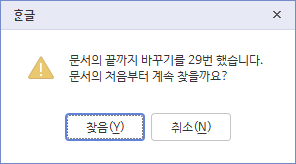 한글
문서의 끝까지 바꾸기를 29번 했습니다.
문서의 처음부터 계속 찾을까요?
찾음(Y)
취소(N)